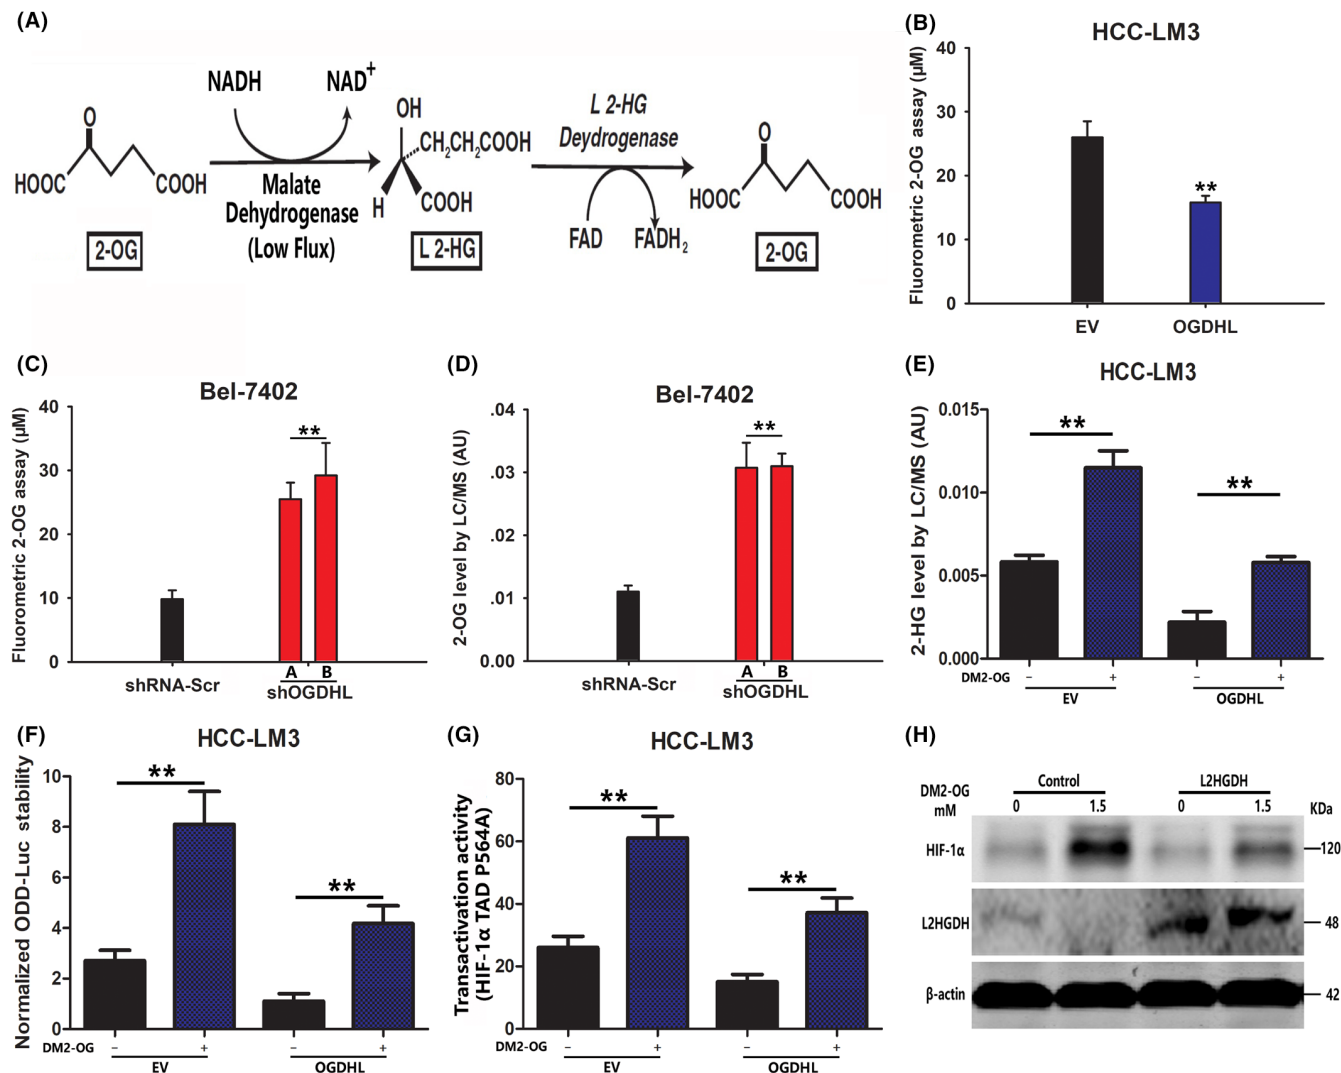 (A)
NADH NAD+
O
HOOC COOH
2-OG
Malate
Dehydrogenase
(Low Flux)
OH
CH2CH2COOH
H COOH
L 2-HG
L 2-HG
Deydrogenase
FAD FADH2
O
HOOC COOH
2-OG
(B)
HCC-LM3
Fluorometric 2-OG assay (µM)
40
30
20
10
0
**
EV OGDHL
(C)
Bel-7402
Fluorometric 2-OG assay (µM)
40
30
20
10
0
**
A B
shRNA-Scr shOGDHL
(D)
Bel-7402
2-OG level by LC/MS (AU)
.04
.03
.02
.01
0.00
**
A B
shRNA-Scr shOGDHL
(E)
HCC-LM3
2-HG level by LC/MS (AU)
0.015
0.010
0.005
0.000
**
**
DM2-OG − + − +
EV OGDHL
(F)
HCC-LM3
Normalized ODD-Luc stability
10
8
6
4
2
0
**
**
DM2-OG − + − +
EV OGDHL
(G)
HCC-LM3
Transactivation activity
(HIF-1α TAD P564A)
80
60
40
20
0
**
**
DM2-OG − + − +
EV OGDHL
(H)
Control L2HGDH
DM2-OG
mM 0 1.5 0 1.5 KDa
HIF-1α 120
L2HGDH 48
β-actin 42